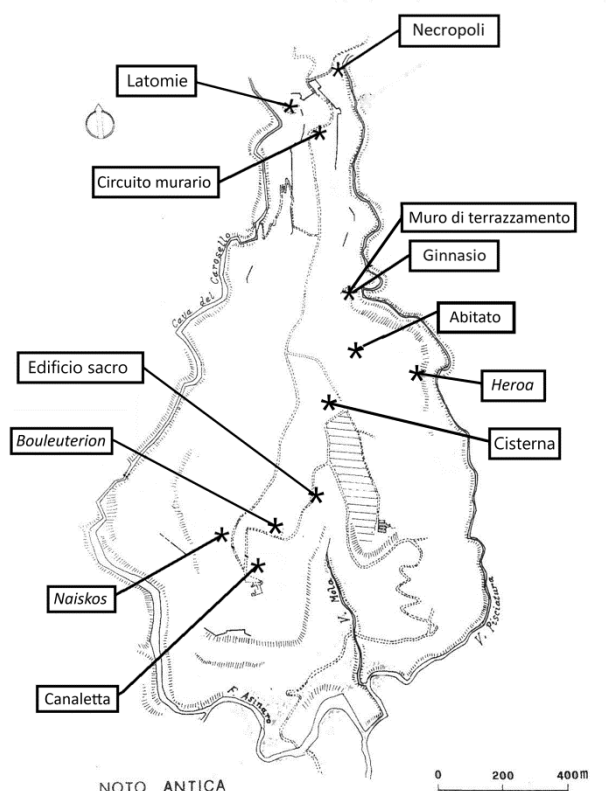 Necropoli
Latomie
Circuito murario
Muro di terrazzamento
Ginnasio
Cava del Carosello
Abitato
Edificio sacro
Heroa
Bouleuterion
Cisterna
Naiskos
V. Mola
V. Pisciatura
Canaletta
F. Asinaro
NOTO ANTICA
0 200 400m